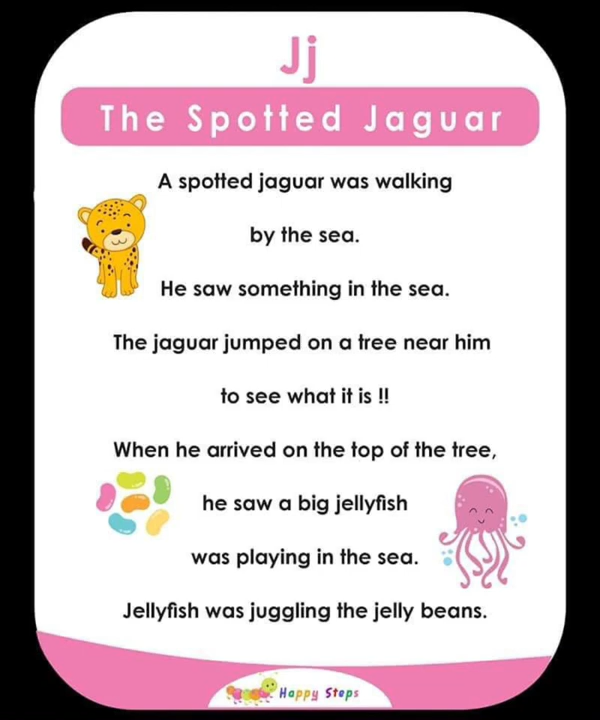 Jj
The Spotted Jaguar
A spotted jaguar was walking
by the sea.
He saw something in the sea.
The jaguar jumped on a tree near him
to see what it is !!
When he arrived on the top of the tree,
he saw a big jellyfish
was playing in the sea.
Jellyfish was juggling the jelly beans.
Happy Steps